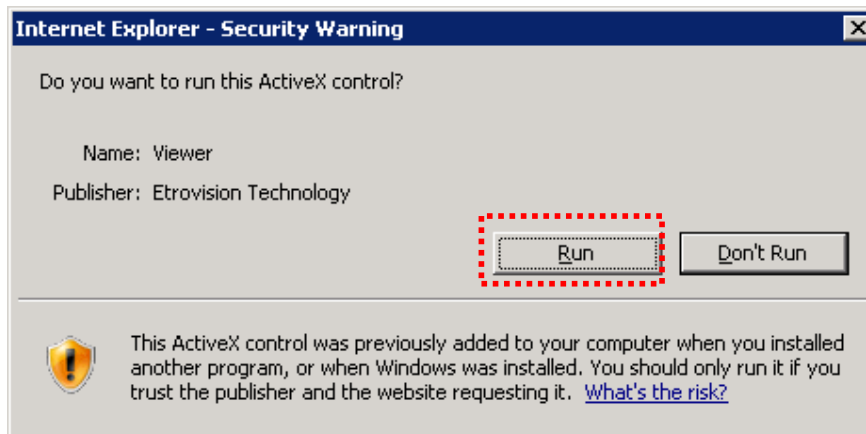 Internet Explorer - Security Warning
Do you want to run this ActiveX control?
Name: Viewer
Publisher: Etrovision Technology
Run
Don't Run
This ActiveX control was previously added to your computer when you installed
another program, or when Windows was installed. You should only run it if you
trust the publisher and the website requesting it. What's the risk?